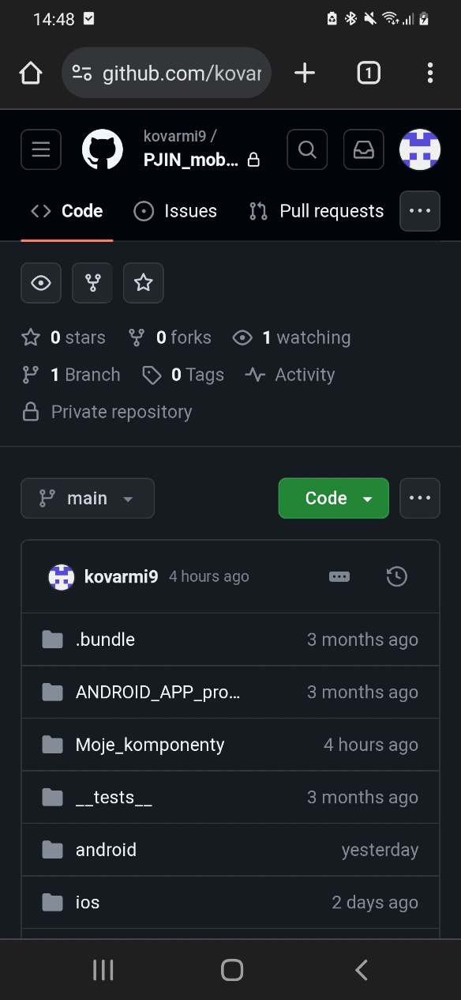 14:48
github.com/kovar
1
kovarmi9 /
PJIN_mob...
Code
Issues
Pull requests
0 stars
0 forks
1 watching
1 Branch
0 Tags
Activity
Private repository
main
Code
kovarmi9 4 hours ago
.bundle 3 months ago
ANDROID_APP_pro... 3 months ago
Moje_komponenty 4 hours ago
__tests__ 3 months ago
android yesterday
ios 2 days ago